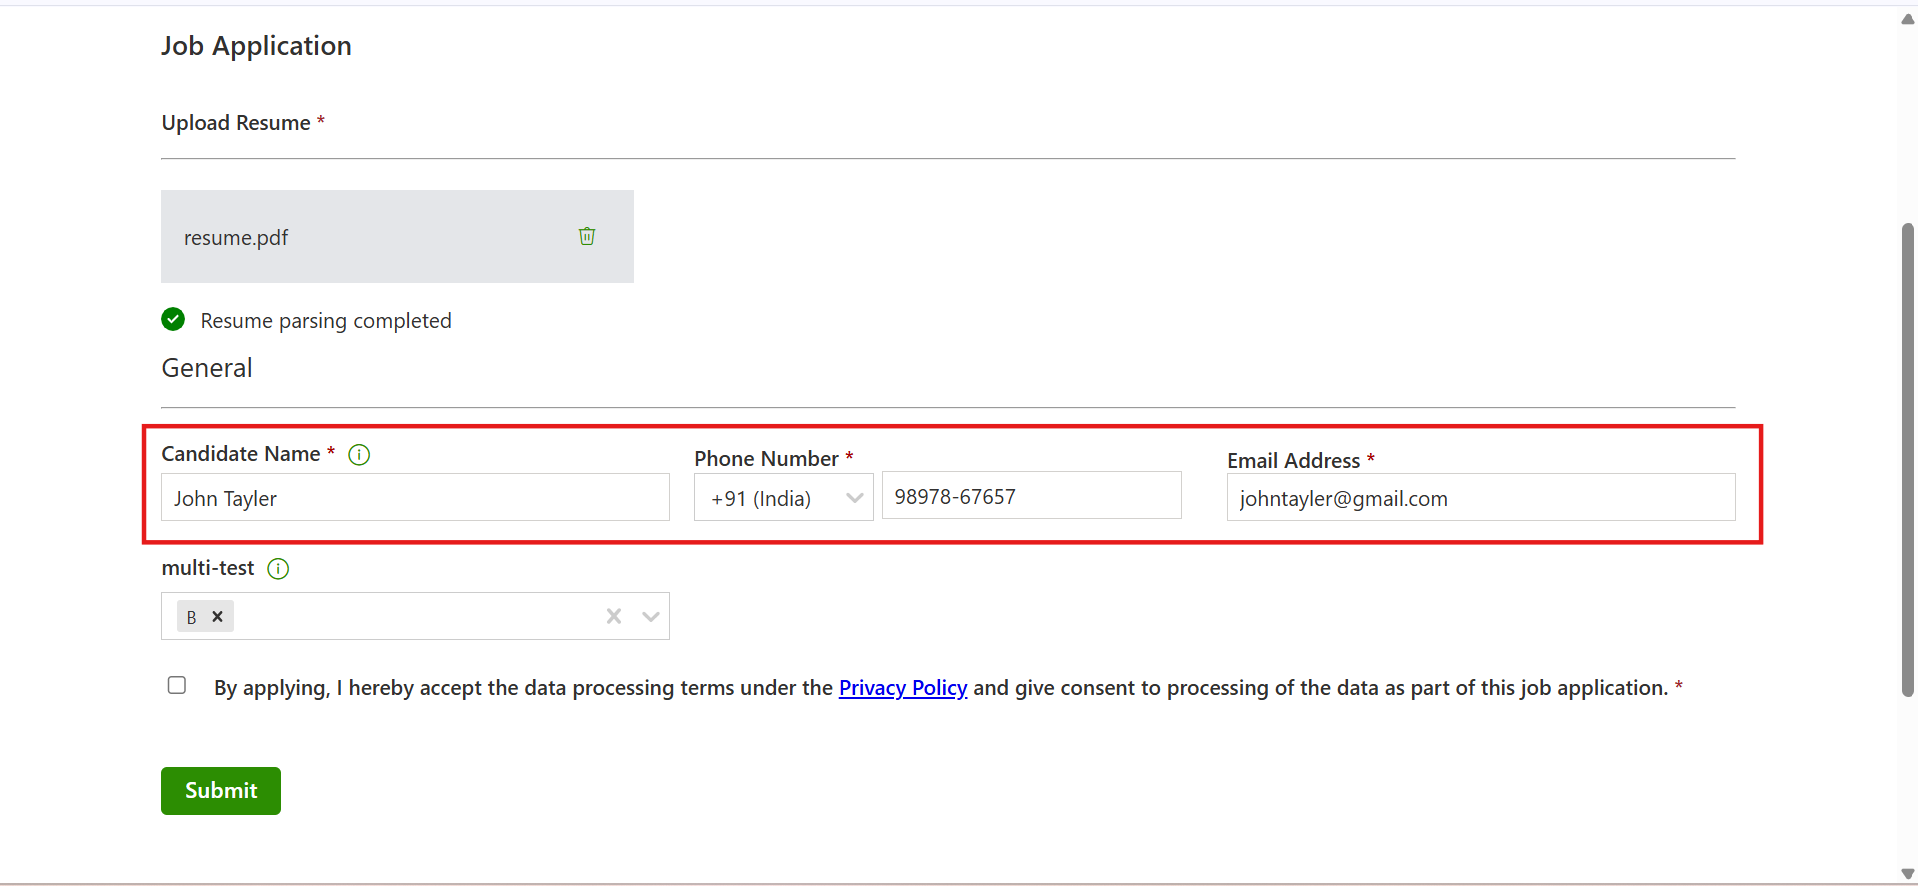 Job Application
Upload Resume *
resume.pdf
Resume parsing completed
General
Candidate Name *
Phone Number *
Email Address *
John Tayler
+91 (India)
98978-67657
johntayler@gmail.com
multi-test
B
By applying, I hereby accept the data processing terms under the Privacy Policy and give consent to processing of the data as part of this job application. *
Submit